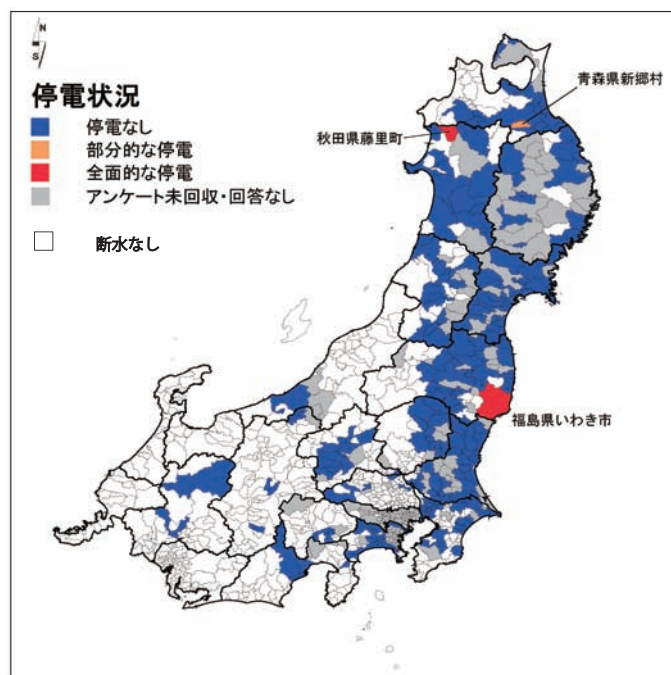 N
S
停電状況
停電なし
部分的な停電
全面的な停電
アンケート未回収・回答なし
断水なし
青森県新郷村
秋田県藤里町
福島県いわき市